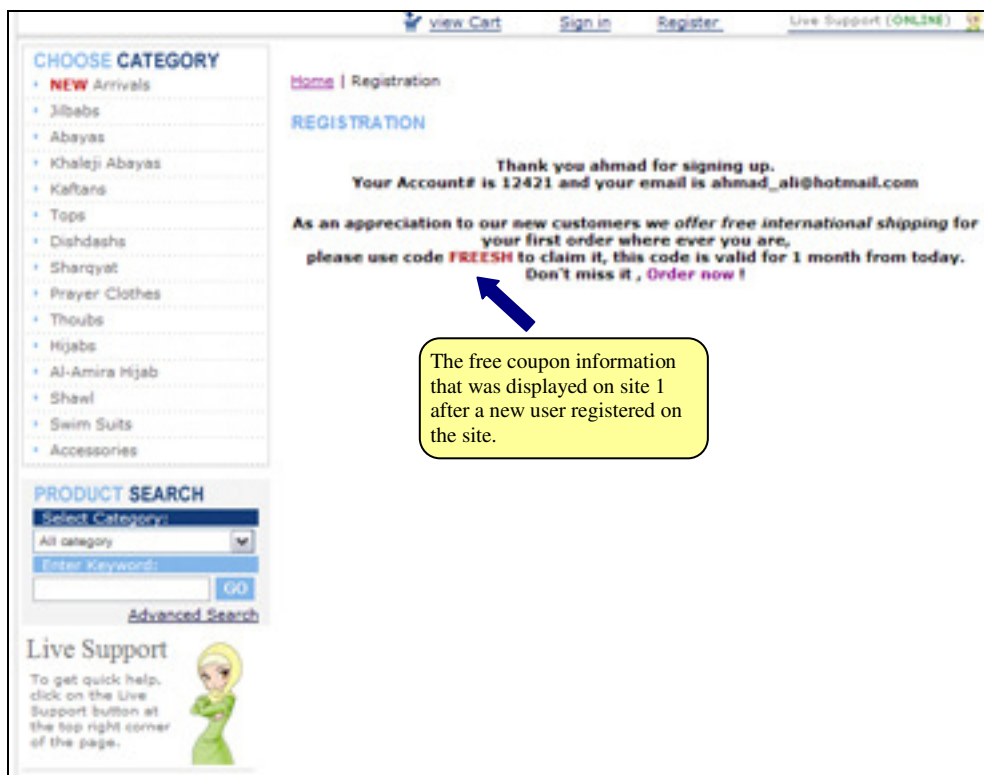 view Cart Sign in Register Live Support (ONLINE)
CHOOSE CATEGORY
NEW Arrivals
Jilbabs
Abayas
Khaleji Abayas
Kaftans
Tops
Dishdashs
Sharqyat
Prayer Clothes
Thoubs
Hijabs
Al-Amira Hijab
Shawl
Swim Suits
Accessories
PRODUCT SEARCH
Select Category:
All category
Enter Keyword:
GO
Advanced Search
Live Support
To get quick help,
click on the Live
Support button at
the top right corner
of the page.
Home | Registration
REGISTRATION
Thank you ahmad for signing up.
Your Account# is 12421 and your email is ahmad_ali@hotmail.com
As an appreciation to our new customers we offer free international shipping for
your first order where ever you are,
please use code FREESH to claim it, this code is valid for 1 month from today.
Don't miss it , Order now !
The free coupon information
that was displayed on site 1
after a new user registered on
the site.